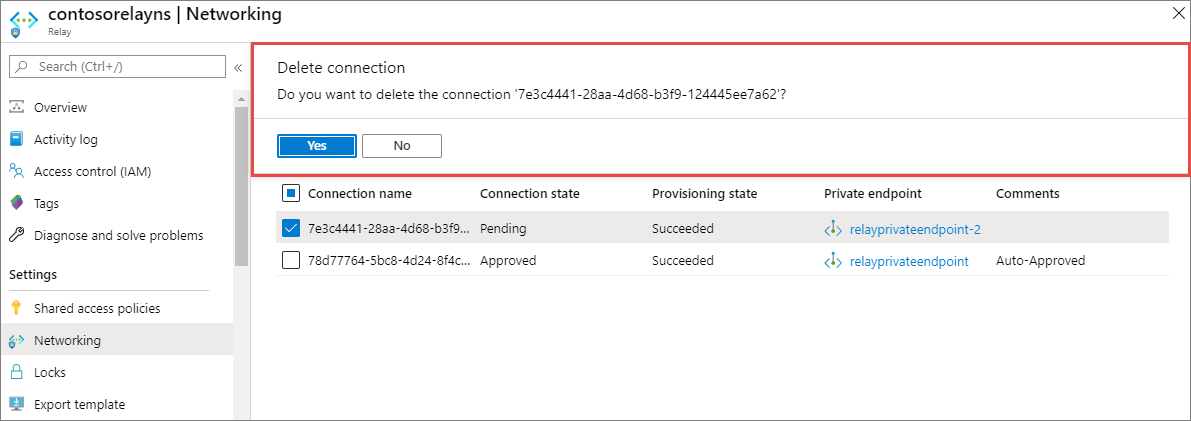 contosorelayns | Networking
Relay
Search (Ctrl+/)
Overview
Activity log
Access control (IAM)
Tags
Diagnose and solve problems
Settings
Shared access policies
Networking
Locks
Export template
Delete connection
Do you want to delete the connection '7e3c4441-28aa-4d68-b3f9-124445ee7a62'?
Yes No
Connection name Connection state Provisioning state Private endpoint Comments
7e3c4441-28aa-4d68-b3f9... Pending Succeeded relayprivateendpoint-2
78d77764-5bc8-4d24-8f4c... Approved Succeeded relayprivateendpoint Auto-Approved